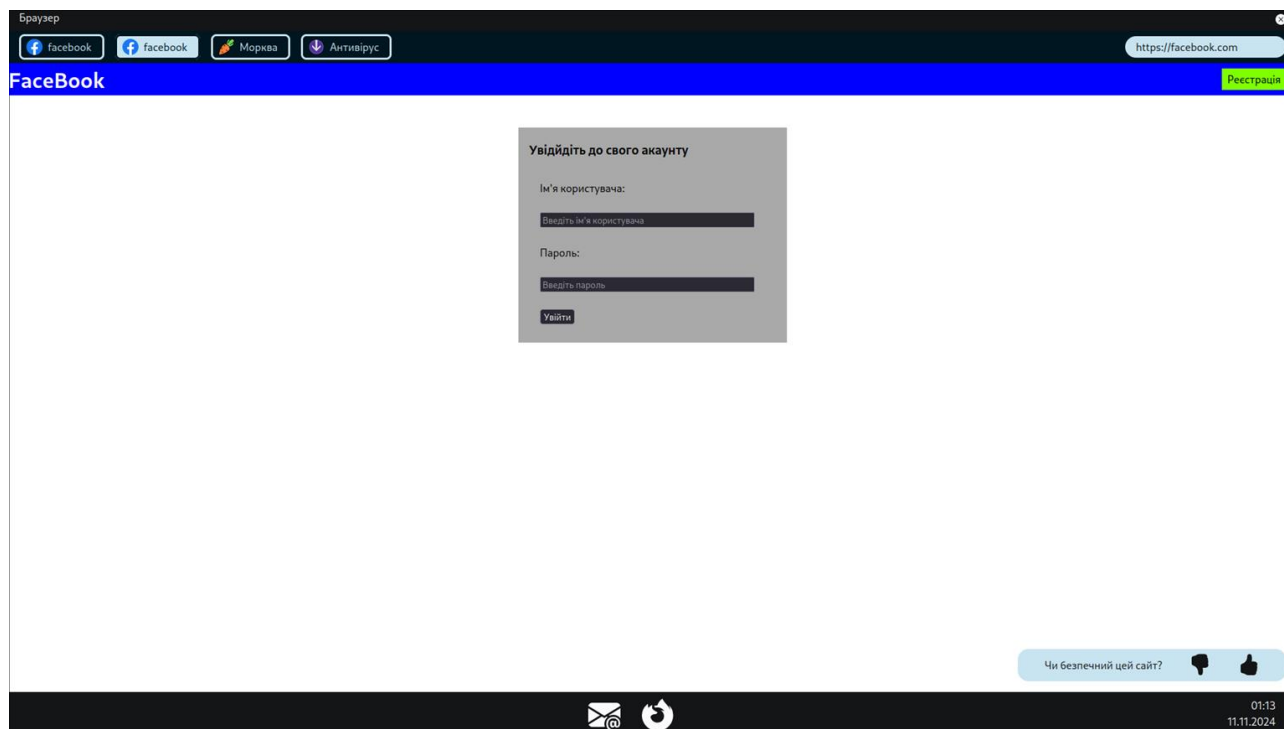 Браузер
facebook facebook Морква Антивірус https://facebook.com
FaceBook Реєстрація
Увідйдіть до свого акаунту
Ім'я користувача:
Введіть ім'я користувача
Пароль:
Введіть пароль
Увійти
Чи безпечний цей сайт?
01:13
11.11.2024